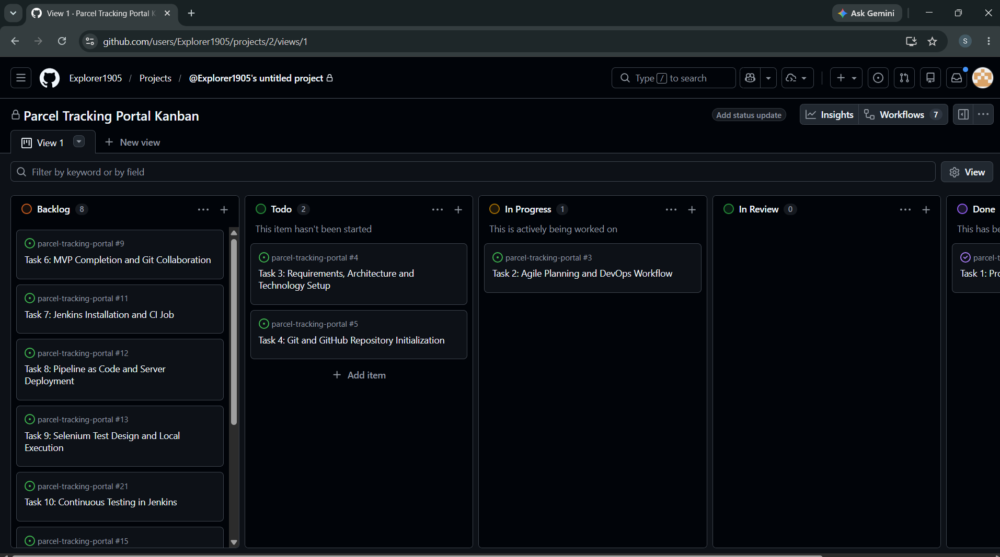 View 1 · Parcel Tracking Portal K
Ask Gemini
github.com/users/Explorer1905/projects/2/views/1
S
Explorer1905 / Projects / @Explorer1905's untitled project
Type / to search
Parcel Tracking Portal Kanban
Add status update
Insights
Workflows 7
View 1
New view
Filter by keyword or by field
View
Backlog 8
parcel-tracking-portal #9
Task 6: MVP Completion and Git Collaboration
parcel-tracking-portal #11
Task 7: Jenkins Installation and CI Job
parcel-tracking-portal #12
Task 8: Pipeline as Code and Server
Deployment
parcel-tracking-portal #13
Task 9: Selenium Test Design and Local
Execution
parcel-tracking-portal #21
Task 10: Continuous Testing in Jenkins
parcel-tracking-portal #15
Todo 2
This item hasn't been started
parcel-tracking-portal #4
Task 3: Requirements, Architecture and
Technology Setup
parcel-tracking-portal #5
Task 4: Git and GitHub Repository Initialization
Add item
In Progress 1
This is actively being worked on
parcel-tracking-portal #3
Task 2: Agile Planning and DevOps Workflow
In Review 0
Done
This has be
parcel-t
Task 1: Pro